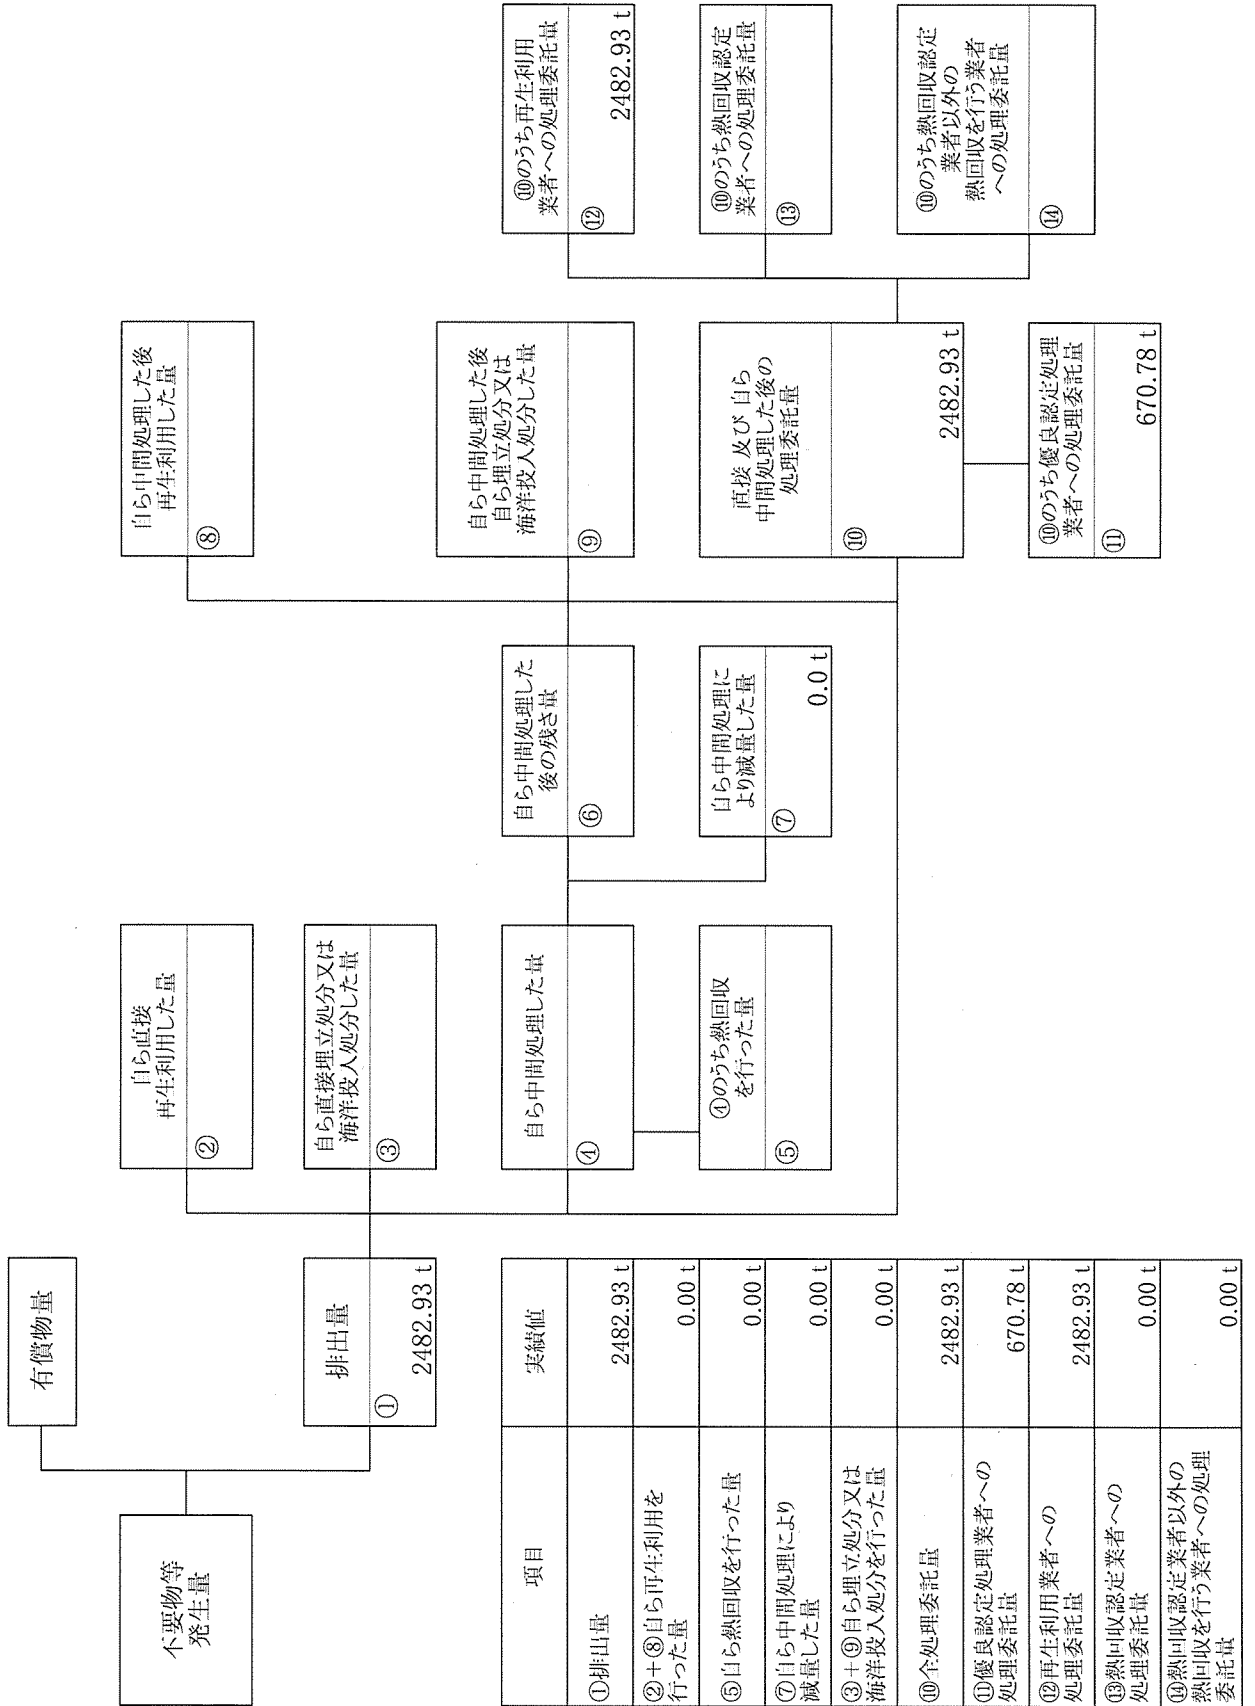 不要物等
発生量
有償物量
排出量
①
2482.93 t
自ら直接
再生利用した量
②
自ら直接埋立処分又は
海洋投入処分した量
③
自ら中間処理した量
④
④のうち熱回収
を行った量
⑤
自ら中間処理した
後の残さ量
⑥
自ら中間処理に
より減量した量
⑦
0.0 t
自ら中間処理した後
再生利用した量
⑧
自ら中間処理した後
自ら埋立処分又は
海洋投入処分した量
⑨
直接 及び 自ら
中間処理した後の
処理委託量
⑩
2482.93 t
⑩のうち優良認定処理
業者への処理委託量
⑪
670.78 t
⑩のうち再生利用
業者への処理委託量
⑫
2482.93 t
⑩のうち熱回収認定
業者への処理委託量
⑬
⑩のうち熱回収認定
業者以外の
熱回収を行う業者
への処理委託量
⑭
項目 実績値
①排出量 2482.93 t
②+⑧自ら再生利用を
行った量 0.00 t
⑤自ら熱回収を行った量 0.00 t
⑦自ら中間処理により
減量した量 0.00 t
③+⑨自ら埋立処分又は
海洋投入処分を行った量 0.00 t
⑩全処理委託量 2482.93 t
⑪優良認定処理業者への
処理委託量 670.78 t
⑫再生利用業者への
処理委託量 2482.93 t
⑬熱回収認定業者への
処理委託量 0.00 t
⑭熱回収認定業者以外の
熱回収を行う業者への処理
委託量 0.00 t